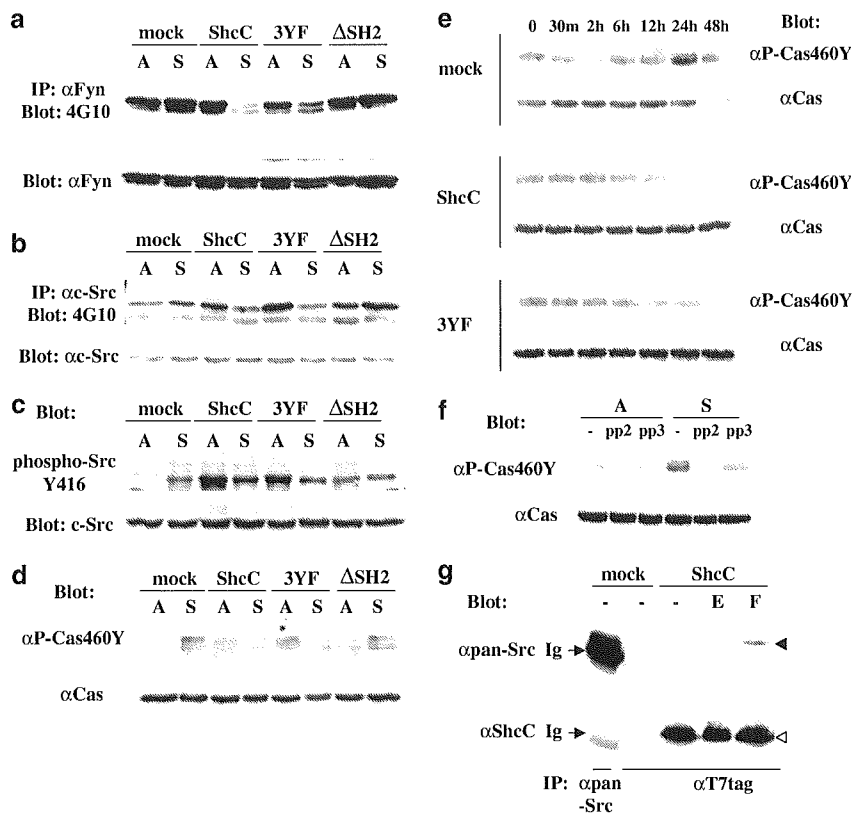 a
mock ShcC 3YF ΔSH2
A S A S A S A S
IP: αFyn
Blot: 4G10
Blot: αFyn
b
mock ShcC 3YF ΔSH2
A S A S A S A S
IP: αc-Src
Blot: 4G10
Blot: αc-Src
c
Blot:
mock ShcC 3YF ΔSH2
A S A S A S A S
phospho-Src
Y416
Blot: c-Src
d
Blot:
mock ShcC 3YF ΔSH2
A S A S A S A S
αP-Cas460Y
αCas
e
0 30m 2h 6h 12h 24h 48h Blot:
mock
αP-Cas460Y
αCas
ShcC
αP-Cas460Y
αCas
3YF
αP-Cas460Y
αCas
f
A S
Blot:
- pp2 pp3 - pp2 pp3
αP-Cas460Y
αCas
g
mock ShcC
Blot: - - - E F
αpan-Src Ig
αShcC Ig
IP: αpan
-Src
αT7tag